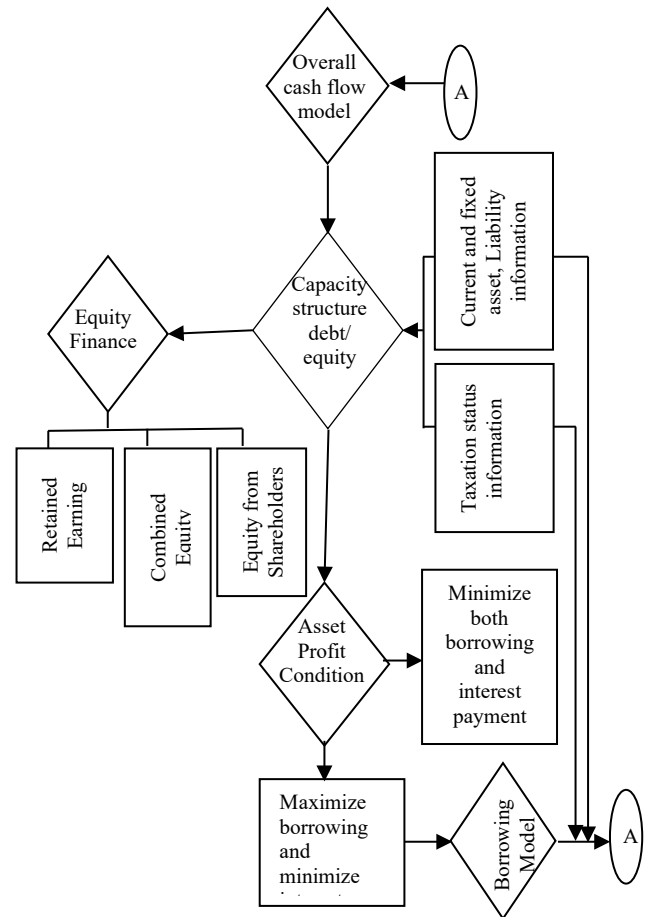 Overall
cash flow
model
A
Current and fixed
asset, Liability
information
Capacity
structure
debt/
equity
Equity
Finance
Taxation status
information
Retained
Earning
Combined
Equity
Equity from
Shareholders
Asset
Profit
Condition
Minimize
both
borrowing
and
interest
payment
Maximize
borrowing
and
minimize
Borrowing
Model
A